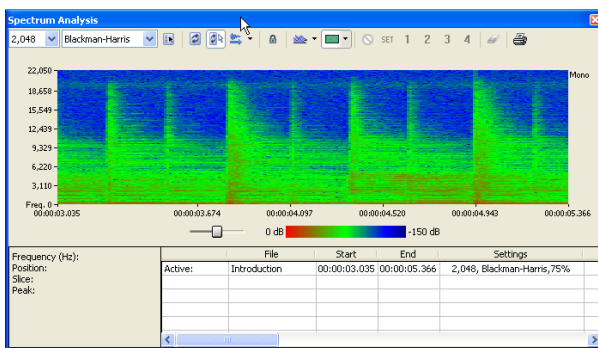 Spectrum Analysis
2,048 Blackman-Harris SET 1 2 3 4
22,050
Mono
18,658
15,549
12,439
9,329
6,220
3,110
Freq. 0
00:00:03.035 00:00:03.674 00:00:04.097 00:00:04.520 00:00:04.943 00:00:05.366
0 dB -150 dB
Frequency (Hz):
Position:
Slice:
Peak:
File Start End Settings
Active: Introduction 00:00:03.035 00:00:05.366 2,048, Blackman-Harris,75%